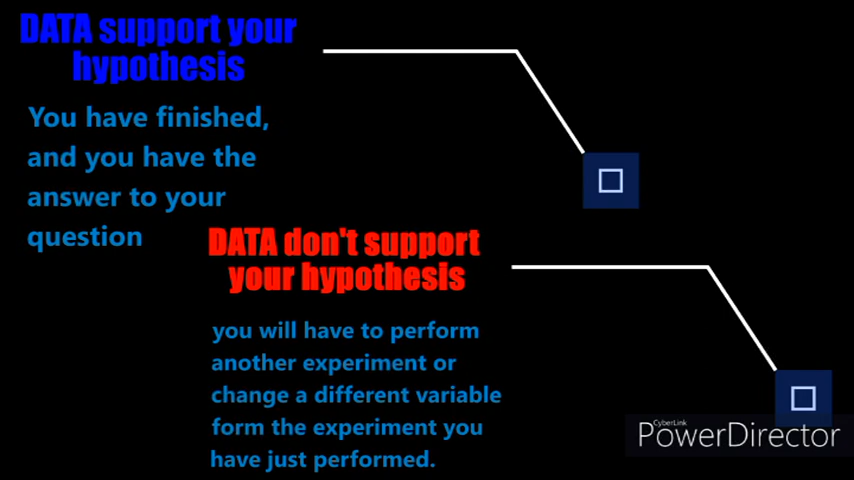 DATA support your
hypothesis
You have finished,
and you have the
answer to your
question
DATA don't support
your hypothesis
you will have to perform
another experiment or
change a different variable
form the experiment you
have just performed.
CyberLink
PowerDirector